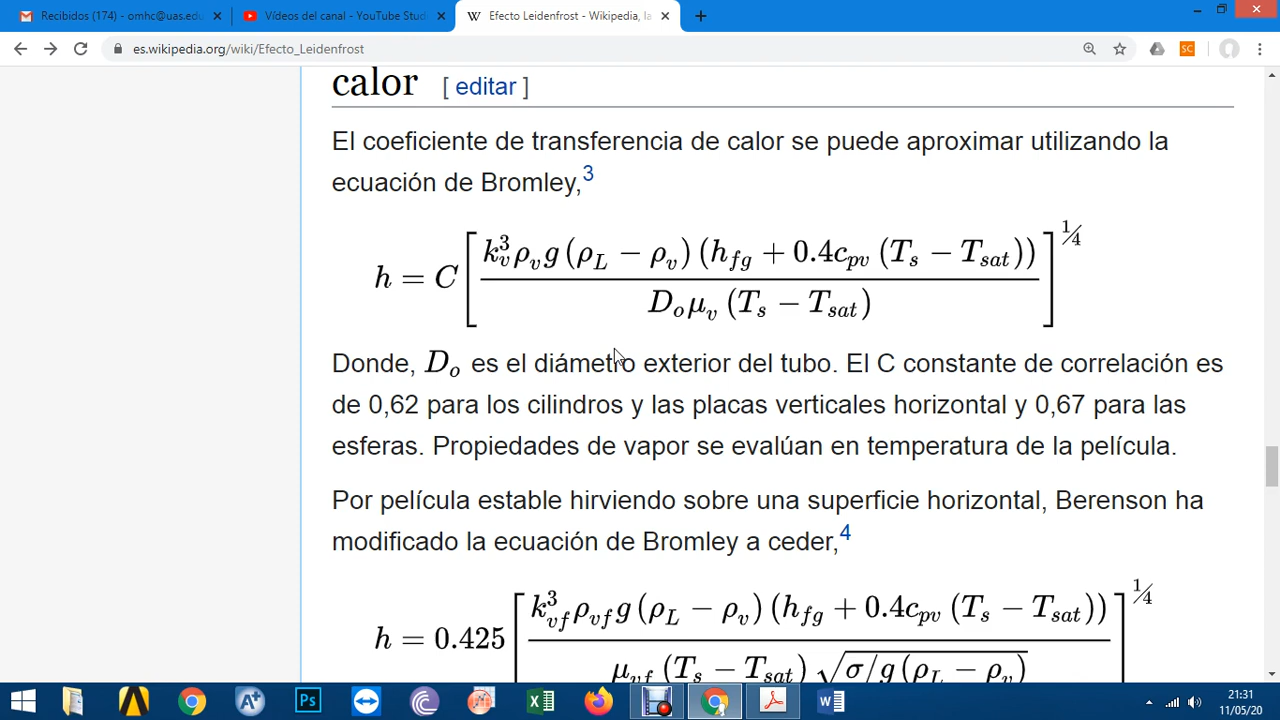 Recibidos (174) - omhc@uas.edu
Vídeos del canal - YouTube Stud
W Efecto Leidenfrost - Wikipedia, la
es.wikipedia.org/wiki/Efecto_Leidenfrost
SC
calor [ editar ]
El coeficiente de transferencia de calor se puede aproximar utilizando la
ecuación de Bromley,3
h = C [ k_v^3 ρ_v g (ρ_L − ρ_v) (h_fg + 0.4c_pv (T_s − T_sat)) / D_o μ_v (T_s − T_sat) ]^1/4
Donde, D_o es el diámetro exterior del tubo. El C constante de correlación es
de 0,62 para los cilindros y las placas verticales horizontal y 0,67 para las
esferas. Propiedades de vapor se evalúan en temperatura de la película.
Por película estable hirviendo sobre una superficie horizontal, Berenson ha
modificado la ecuación de Bromley a ceder,4
h = 0.425 [ k_vf^3 ρ_vf g (ρ_L − ρ_v) (h_fg + 0.4c_pv (T_s − T_sat)) / μ_vf (T_s − T_sat) √σ/g (ρ_L − ρ_v) ]^1/4
A+
Ps
21:31
11/05/20